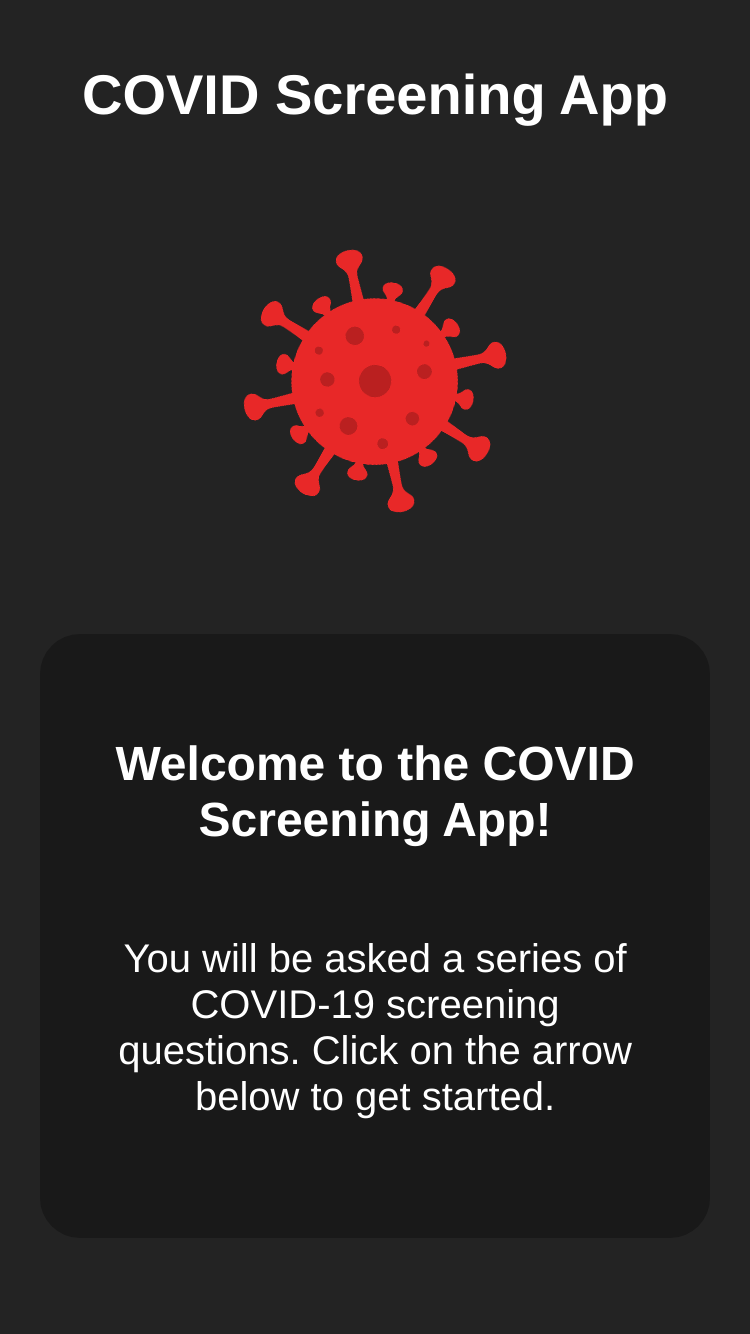 COVID Screening App
Welcome to the COVID
Screening App!
You will be asked a series of
COVID-19 screening
questions. Click on the arrow
below to get started.